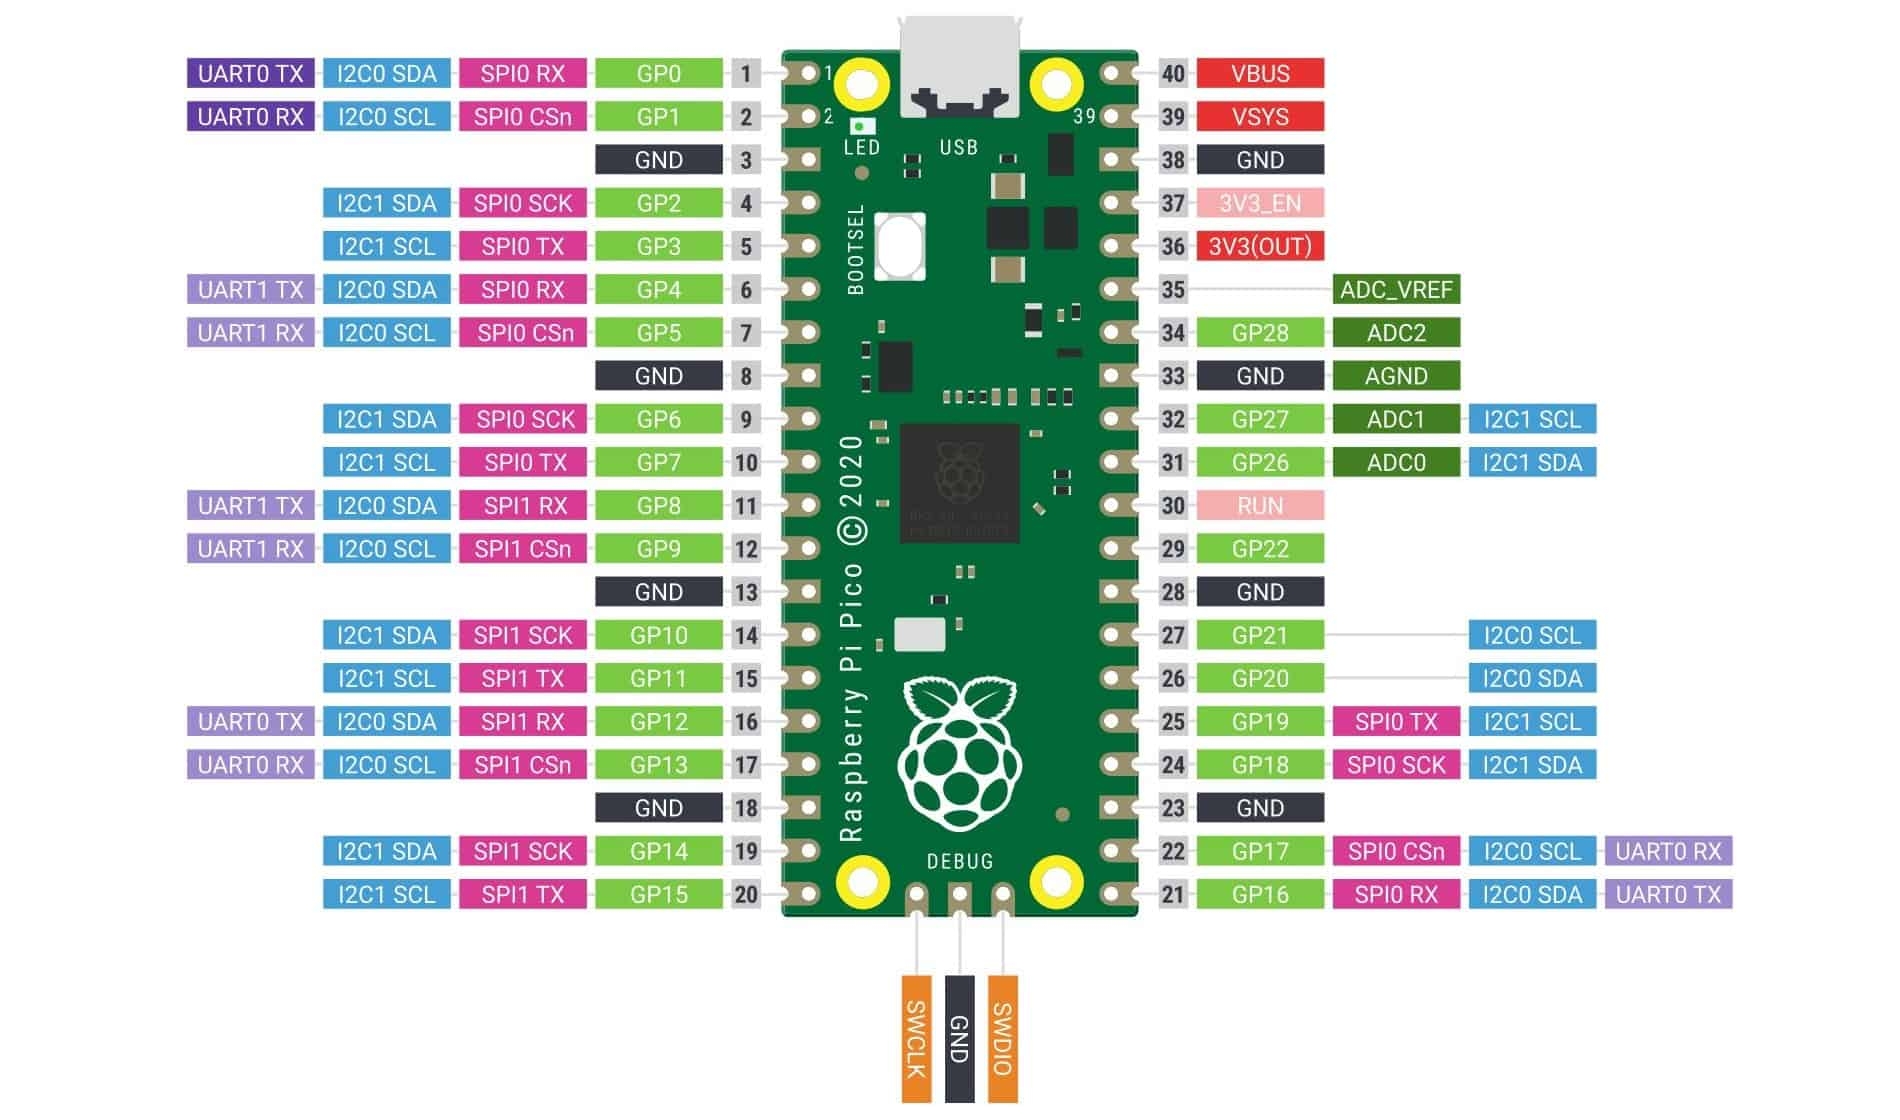 UART0 TX I2C0 SDA SPI0 RX GP0 1 1 40 VBUS
UART0 RX I2C0 SCL SPI0 CSn GP1 2 2 39 39 VSYS
LED USB
GND 3 38 GND
I2C1 SDA SPI0 SCK GP2 4 37 3V3_EN
I2C1 SCL SPI0 TX GP3 5 BOOTSEL 36 3V3(OUT)
UART1 TX I2C0 SDA SPI0 RX GP4 6 35 ADC_VREF
UART1 RX I2C0 SCL SPI0 CSn GP5 7 34 GP28 ADC2
GND 8 33 GND AGND
I2C1 SDA SPI0 SCK GP6 9 32 GP27 ADC1 I2C1 SCL
I2C1 SCL SPI0 TX GP7 10 31 GP26 ADC0 I2C1 SDA
UART1 TX I2C0 SDA SPI1 RX GP8 11 30 RUN
UART1 RX I2C0 SCL SPI1 CSn GP9 12 29 GP22
GND 13 28 GND
I2C1 SDA SPI1 SCK GP10 14 Raspberry Pi Pico ©2020 27 GP21 I2C0 SCL
I2C1 SCL SPI1 TX GP11 15 26 GP20 I2C0 SDA
UART0 TX I2C0 SDA SPI1 RX GP12 16 25 GP19 SPI0 TX I2C1 SCL
UART0 RX I2C0 SCL SPI1 CSn GP13 17 24 GP18 SPI0 SCK I2C1 SDA
GND 18 23 GND
I2C1 SDA SPI1 SCK GP14 19 DEBUG 22 GP17 SPI0 CSn I2C0 SCL UART0 RX
I2C1 SCL SPI1 TX GP15 20 21 GP16 SPI0 RX I2C0 SDA UART0 TX
SWCLK
GND
SWDIO